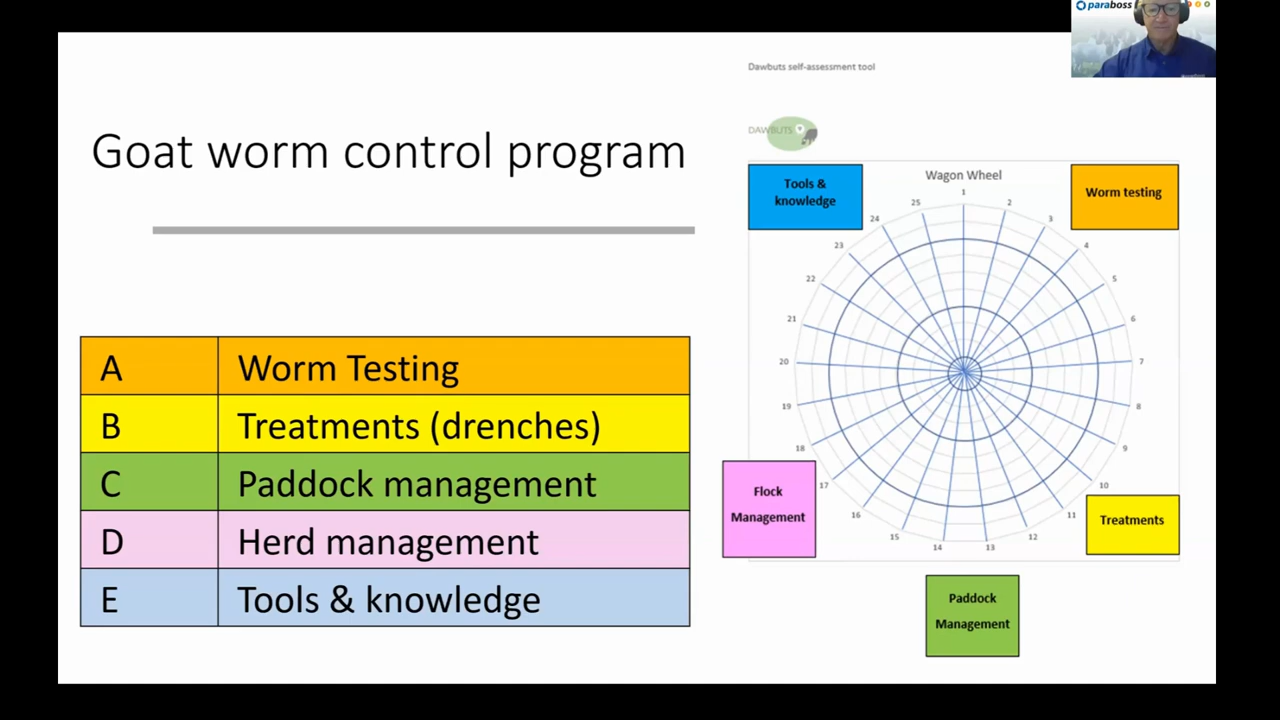 paraboss
Dawbuts self-assessment tool
Goat worm control program
DAWBUTS
Tools &
knowledge
Wagon Wheel
Worm testing
1
2
3
4
5
6
7
8
9
10
11
12
13
14
15
16
17
18
19
20
21
22
23
24
25
A Worm Testing
B Treatments (drenches)
C Paddock management
D Herd management
E Tools & knowledge
Flock
Management
Treatments
Paddock
Management